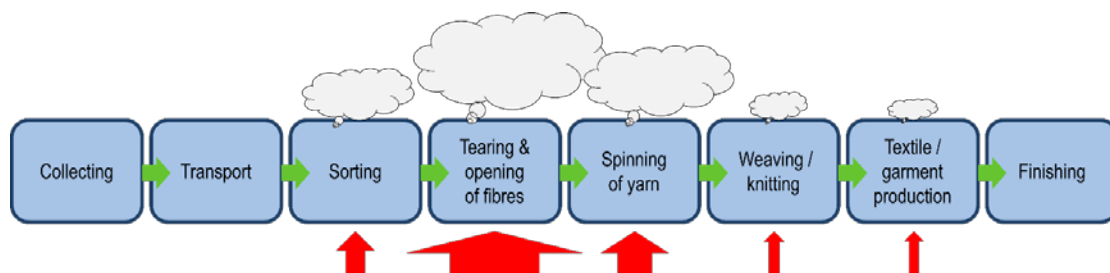 Collecting
Transport
Sorting
Tearing &
opening
of fibres
Spinning
of yarn
Weaving /
knitting
Textile /
garment
production
Finishing